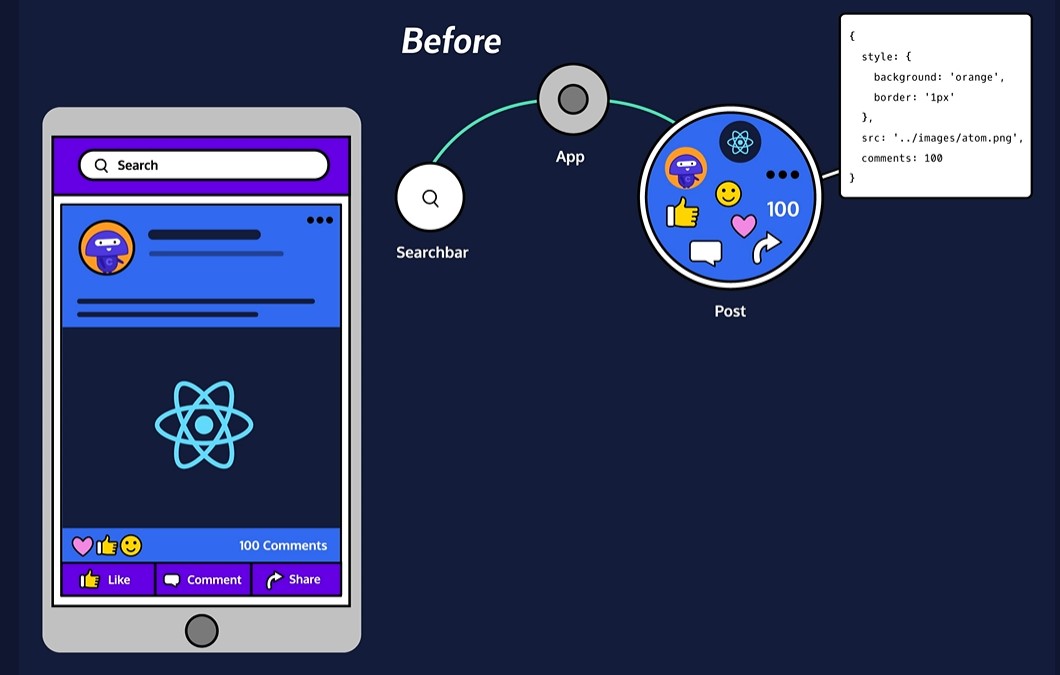 Before
{
style: {
background: 'orange',
border: '1px'
},
src: '../images/atom.png',
comments: 100
}
App
100
Searchbar
Post
Search
100 Comments
Like
Comment
Share